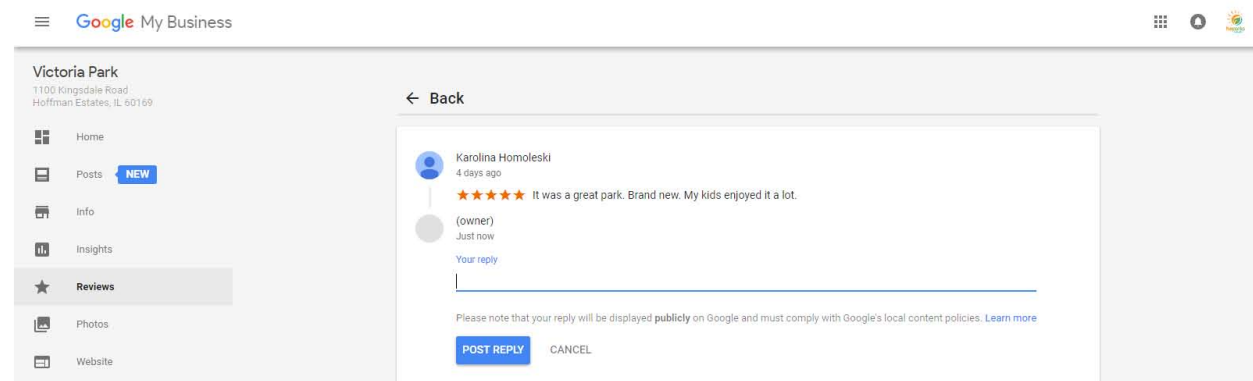 Google My Business
Victoria Park
1100 Kingsdale Road
Hoffman Estates, IL 60169
Home
Posts NEW
Info
Insights
Reviews
Photos
Website
← Back
Karolina Homoleski
4 days ago
★★★★★ It was a great park. Brand new. My kids enjoyed it a lot.
(owner)
Just now
Your reply
Please note that your reply will be displayed publicly on Google and must comply with Google's local content policies. Learn more
POST REPLY CANCEL